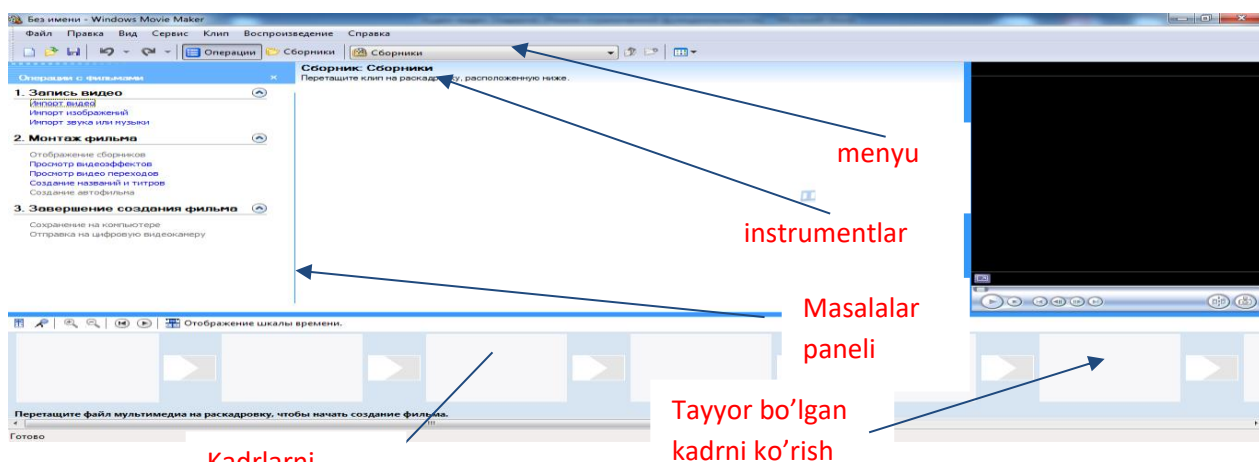 Без имени - Windows Movie Maker
Файл Правка Вид Сервис Клип Воспроизведение Справка
Операции Сборники Сборники
Операции с фильмами
Сборник: Сборники
Перетащите клип на раскадровку, расположенную ниже.
1. Запись видео
Импорт видео
Импорт изображений
Импорт звука или музыки
2. Монтаж фильма
Отображение сборников
Просмотр видеоэффектов
Просмотр видео переходов
Создание названий и титров
Создание автофильма
3. Завершение создания фильма
Сохранение на компьютере
Отправка на цифровую видеокамеру
menyu
instrumentlar
Masalalar
paneli
Отображение шкалы времени.
Перетащите файл мультимедиа на раскадровку, чтобы начать создание фильма.
Готово
Tayyor bo’lgan
kadrni ko’rish
Kadrlarni